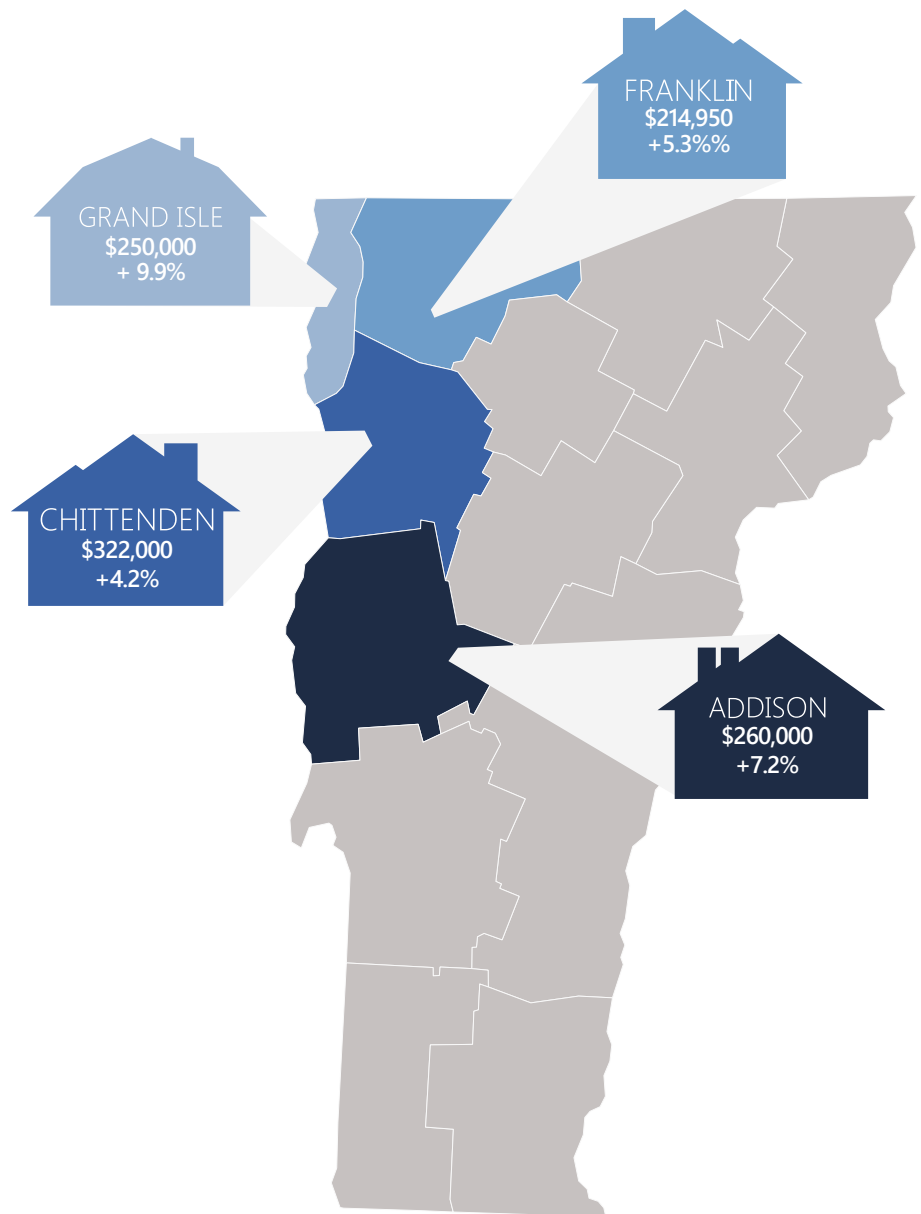 FRANKLIN
$214,950
+5.3%%
GRAND ISLE
$250,000
+ 9.9%
CHITTENDEN
$322,000
+4.2%
ADDISON
$260,000
+7.2%